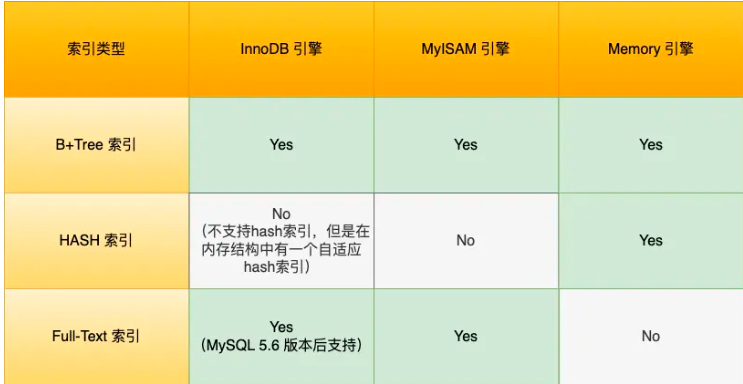 索引类型
InnoDB 引擎
MyISAM 引擎
Memory 引擎
B+Tree 索引
Yes
Yes
Yes
HASH 索引
No
（不支持hash索引，但是在
内存结构中有一个自适应
hash索引）
No
Yes
Full-Text 索引
Yes
（MySQL 5.6 版本后支持）
Yes
No